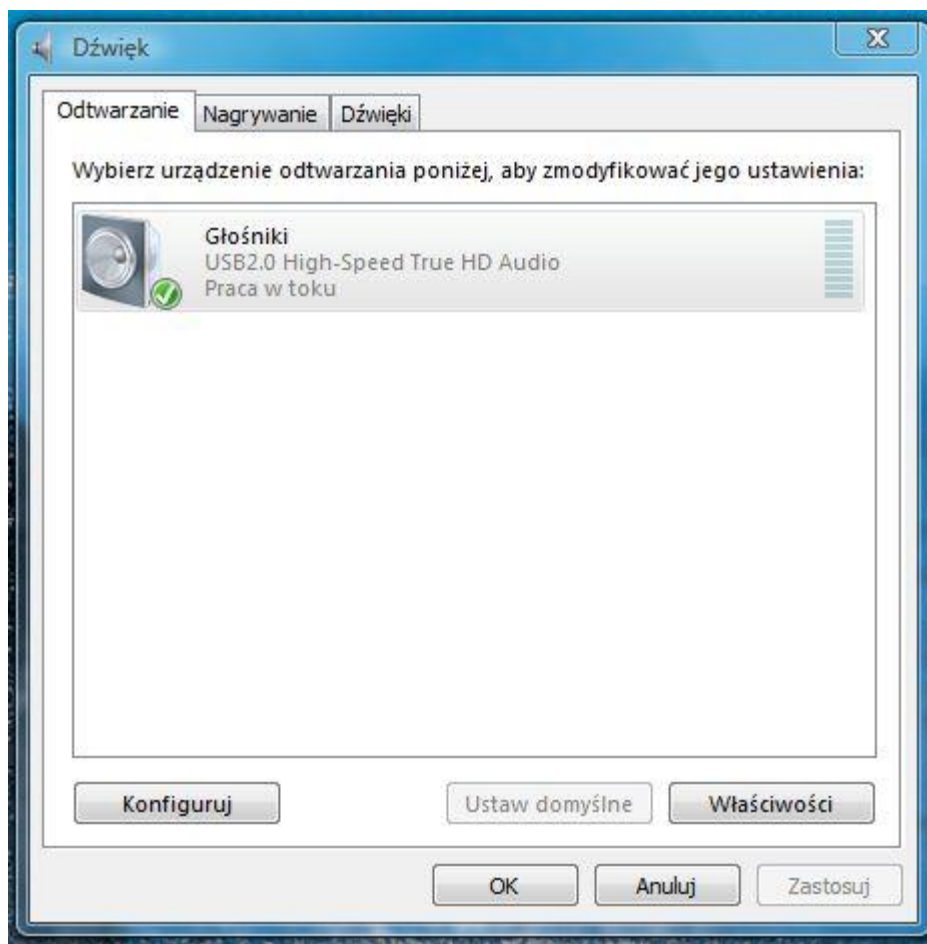 Dźwięk
Odtwarzanie Nagrywanie Dźwięki
Wybierz urządzenie odtwarzania poniżej, aby zmodyfikować jego ustawienia:
Głośniki
USB2.0 High-Speed True HD Audio
Praca w toku
Konfiguruj Ustaw domyślne Właściwości
OK Anuluj Zastosuj